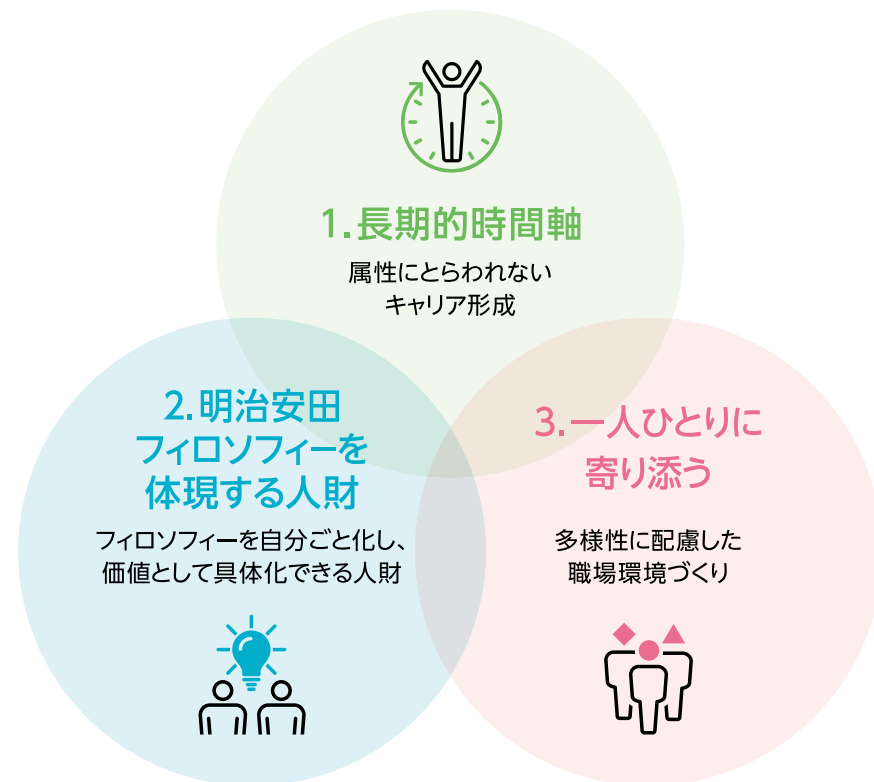 1.長期的時間軸
属性にとらわれない
キャリア形成
2.明治安田
フィロソフィーを
体現する人財
フィロソフィーを自分ごと化し、
価値として具体化できる人財
3.一人ひとりに
寄り添う
多様性に配慮した
職場環境づくり